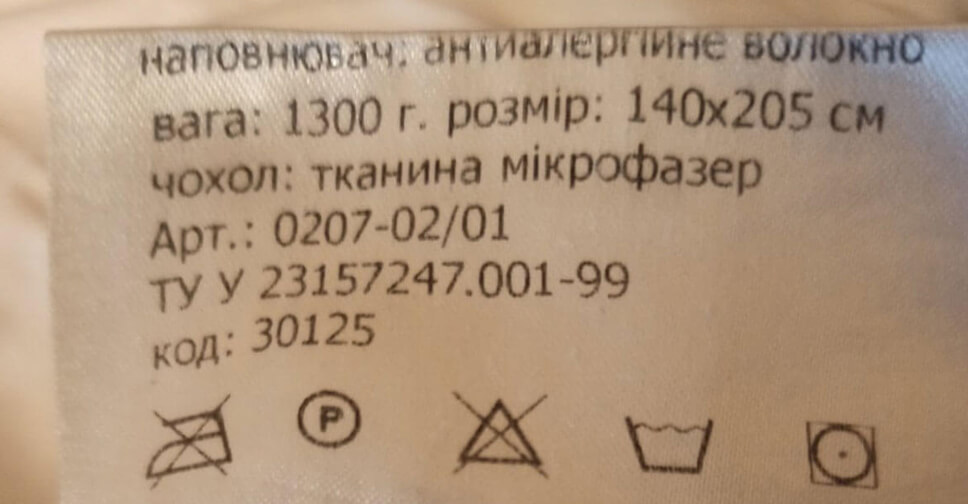 наповнювач: антиалергійне волокно
вага: 1300 г. розмір: 140х205 см
чохол: тканина мікрофазер
Арт.: 0207-02/01
ТУ У 23157247.001-99
код: 30125
P